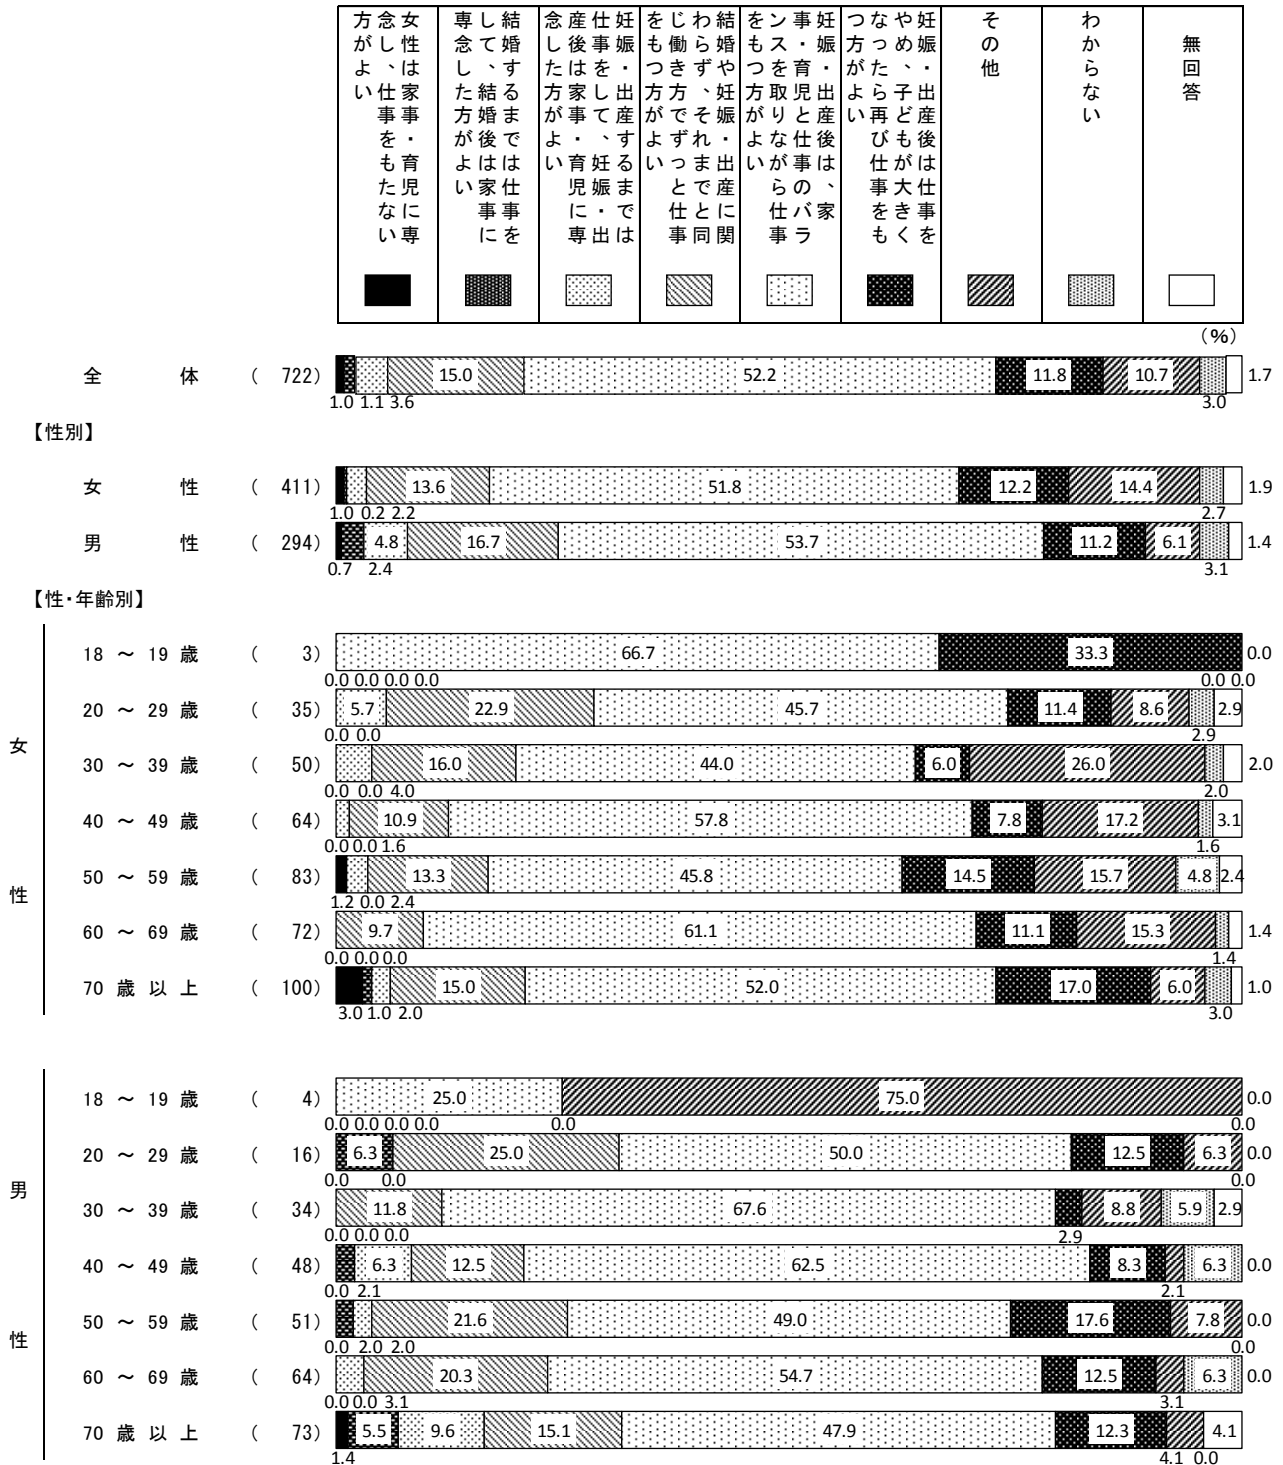 女性は家事・育児に専
念し、仕事をもたない
方がよい
結婚するまでは仕事を
して、結婚後は家事に
専念した方がよい
妊娠・出産するまでは
仕事をして、妊娠・出
産後は家事・育児に専
念した方がよい
結婚や妊娠・出産に関
わらず、それまでと同
じ働き方でずっと仕事
をもつ方がよい
妊娠・出産後は、家
事・育児と仕事のバラ
ンスを取りながら仕事
をもつ方がよい
妊娠・出産後は仕事を
やめ、子どもが大きく
なったら再び仕事をも
つ方がよい
その他
わからない
無回答
(%)
全 体 ( 722) 15.0 52.2 11.8 10.7 1.7
1.0 1.1 3.6 3.0
【性別】
女 性 ( 411) 13.6 51.8 12.2 14.4 1.9
1.0 0.2 2.2 2.7
男 性 ( 294) 4.8 16.7 53.7 11.2 6.1 1.4
0.7 2.4 3.1
【性・年齢別】
女性
18 ～ 19 歳 ( 3) 66.7 33.3 0.0
0.0 0.0 0.0 0.0 0.0 0.0
20 ～ 29 歳 ( 35) 5.7 22.9 45.7 11.4 8.6 2.9
0.0 0.0 2.9
30 ～ 39 歳 ( 50) 16.0 44.0 6.0 26.0 2.0
0.0 0.0 4.0 2.0
40 ～ 49 歳 ( 64) 10.9 57.8 7.8 17.2 3.1
0.0 0.0 1.6 1.6
50 ～ 59 歳 ( 83) 13.3 45.8 14.5 15.7 4.8 2.4
1.2 0.0 2.4
60 ～ 69 歳 ( 72) 9.7 61.1 11.1 15.3 1.4
0.0 0.0 0.0 1.4
70 歳 以 上 ( 100) 15.0 52.0 17.0 6.0 1.0
3.0 1.0 2.0 3.0
男性
18 ～ 19 歳 ( 4) 25.0 75.0 0.0
0.0 0.0 0.0 0.0 0.0 0.0
20 ～ 29 歳 ( 16) 6.3 25.0 50.0 12.5 6.3 0.0
0.0 0.0 0.0
30 ～ 39 歳 ( 34) 11.8 67.6 8.8 5.9 2.9
0.0 0.0 0.0 2.9
40 ～ 49 歳 ( 48) 6.3 12.5 62.5 8.3 6.3 0.0
0.0 2.1 2.1
50 ～ 59 歳 ( 51) 21.6 49.0 17.6 7.8 0.0
0.0 2.0 2.0 0.0
60 ～ 69 歳 ( 64) 20.3 54.7 12.5 6.3 0.0
0.0 0.0 3.1 3.1
70 歳 以 上 ( 73) 5.5 9.6 15.1 47.9 12.3 4.1
1.4 4.1 0.0